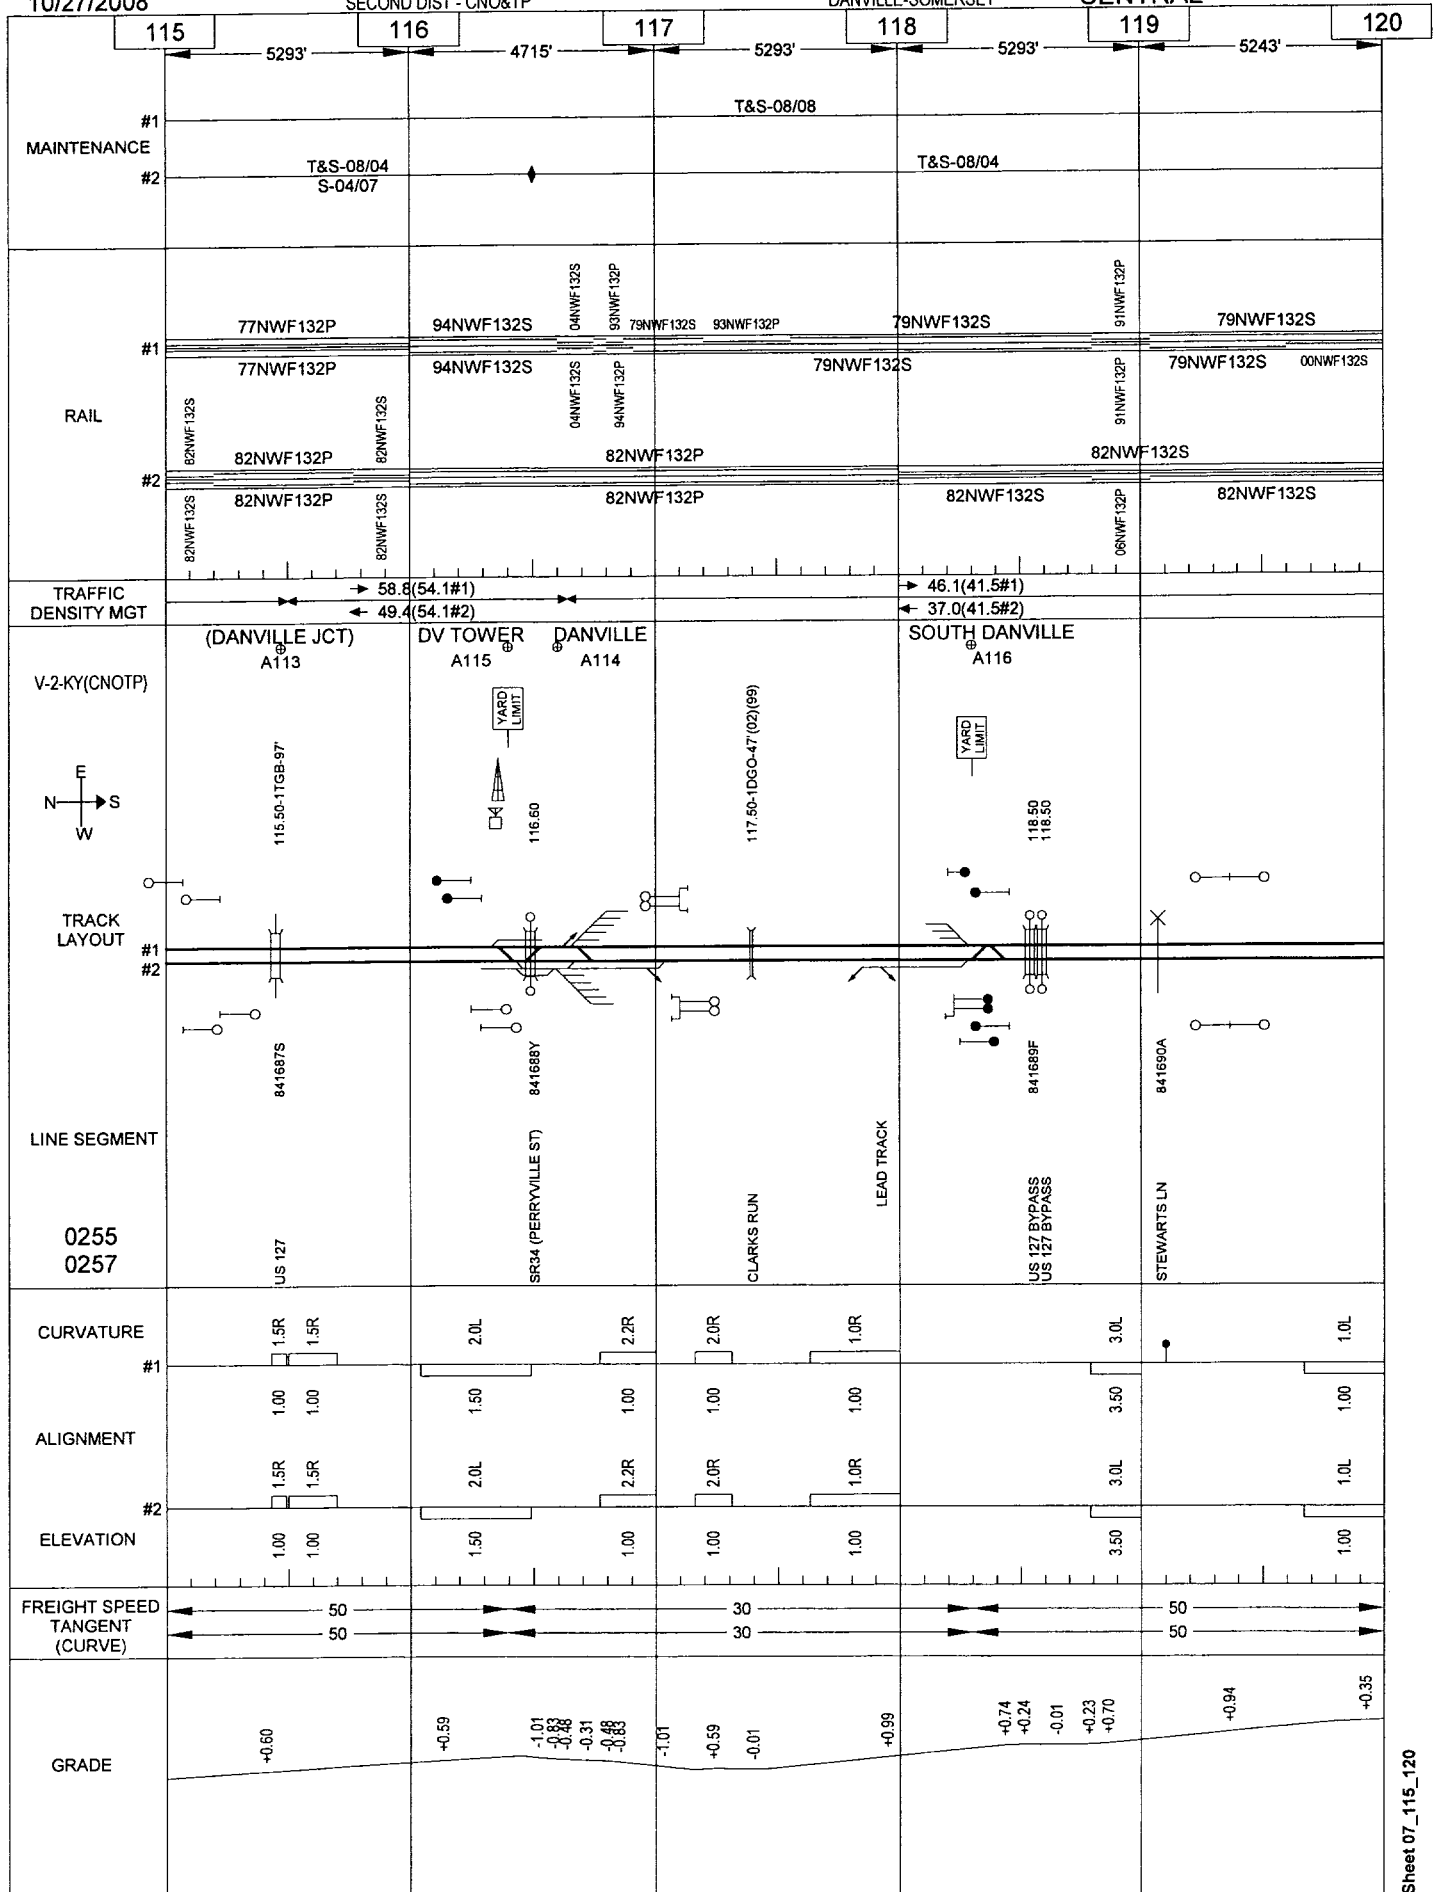 10/27/2008 SECOND DIST - CNO&TP DANVILLE-SOMERSET CENTRAL
115 116 117 118 119 120
5293' 4715' 5293' 5293' 5243'
MAINTENANCE
#1 T&S-08/08
#2 T&S-08/04 T&S-08/04
S-04/07
RAIL
04NWF132S 93NWF132P 91NWF132P
77NWF132P 94NWF132S 79NWF132S 93NWF132P 79NWF132S 79NWF132S
#1
77NWF132P 94NWF132S 79NWF132S 79NWF132S 00NWF132S
04NWF132S 94NWF132P 91NWF132P
82NWF132S 82NWF132S
82NWF132P 82NWF132P 82NWF132S
#2
82NWF132P 82NWF132P 82NWF132S 82NWF132S
82NWF132S 82NWF132S 06NWF132P
TRAFFIC
DENSITY MGT
58.8(54.1#1) 46.1(41.5#1)
49.4(54.1#2) 37.0(41.5#2)
(DANVILLE JCT) DV TOWER DANVILLE SOUTH DANVILLE
A113 A115 A114 A116
V-2-KY(CNOTP)
YARD
LIMIT
YARD
LIMIT
N E S W
115.50-1TGB-97'
116.60
117.50-1DGO-47'(02)(99)
118.50
118.50
TRACK
LAYOUT
#1
#2
841687S
841688Y
841689F
841690A
LINE SEGMENT
0255
0257
US 127
SR34 (PERRYVILLE ST)
CLARKS RUN
LEAD TRACK
US 127 BYPASS
US 127 BYPASS
STEWARTS LN
CURVATURE
1.5R 1.5R 2.0L 2.2R 2.0R 1.0R 3.0L 1.0L
#1
1.00 1.00 1.50 1.00 1.00 1.00 3.50 1.00
ALIGNMENT
1.5R 1.5R 2.0L 2.2R 2.0R 1.0R 3.0L 1.0L
#2
ELEVATION
1.00 1.00 1.50 1.00 1.00 1.00 3.50 1.00
FREIGHT SPEED
TANGENT
(CURVE)
50 30 50
50 30 50
GRADE
+0.60 +0.59 -1.01 -0.83 -0.48 -0.31 -0.48 -0.83 -1.01 +0.59 -0.01 +0.99 +0.74 +0.24 -0.01 +0.23 +0.70 +0.94 +0.35
Sheet 07_115_120